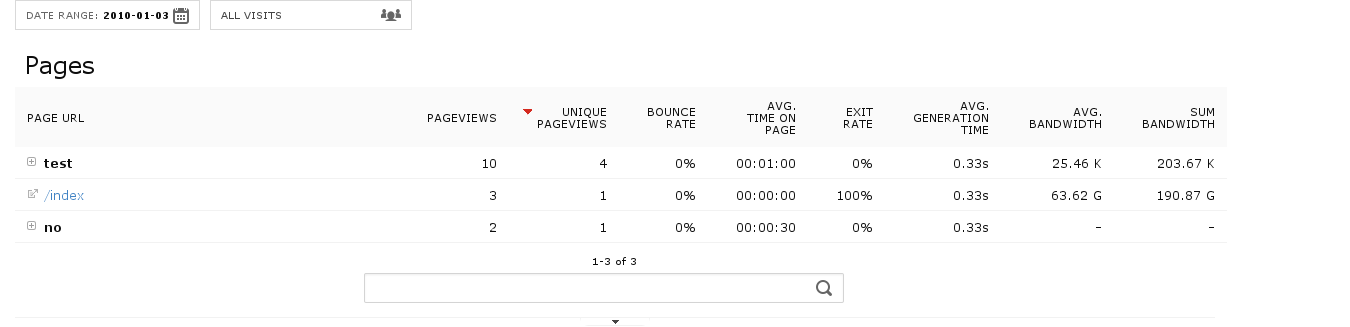 DATE RANGE: 2010-01-03 ALL VISITS
Pages
PAGE URL PAGEVIEWS UNIQUE PAGEVIEWS BOUNCE RATE AVG. TIME ON PAGE EXIT RATE AVG. GENERATION TIME AVG. BANDWIDTH SUM BANDWIDTH
test 10 4 0% 00:01:00 0% 0.33s 25.46 K 203.67 K
/index 3 1 0% 00:00:00 100% 0.33s 63.62 G 190.87 G
no 2 1 0% 00:00:30 0% 0.33s - -
1-3 of 3